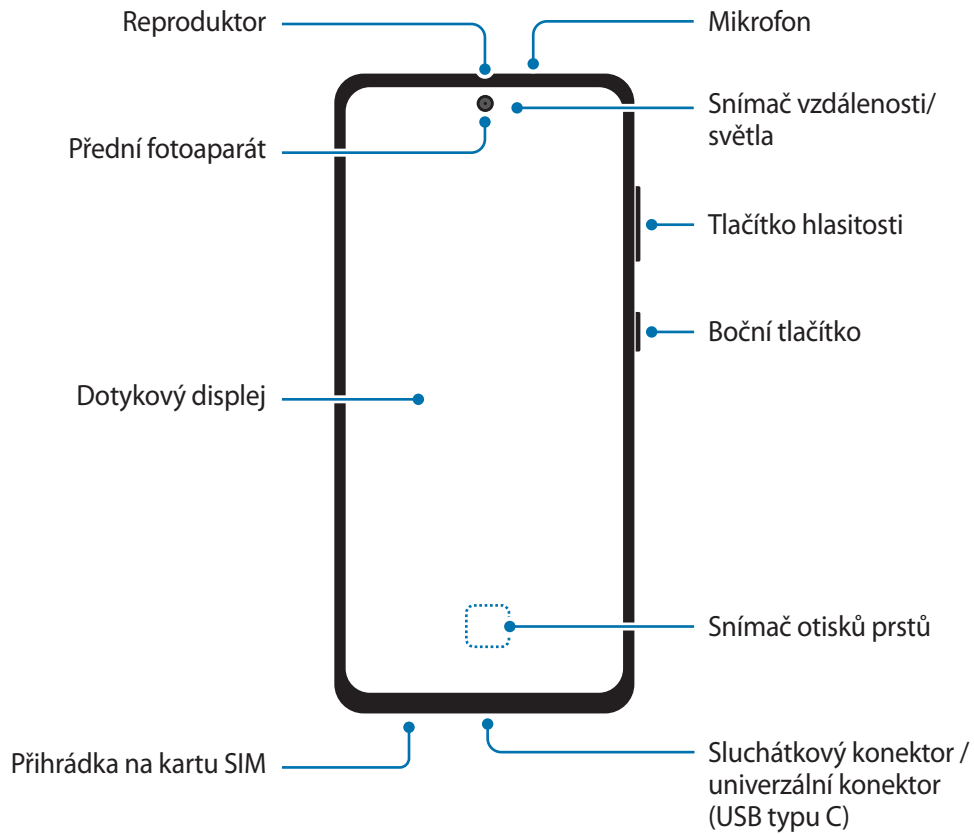 Reproduktor
Mikrofon
Snímač vzdálenosti/
světla
Přední fotoaparát
Tlačítko hlasitosti
Boční tlačítko
Dotykový displej
Snímač otisků prstů
Přihrádka na kartu SIM
Sluchátkový konektor /
univerzální konektor
(USB typu C)